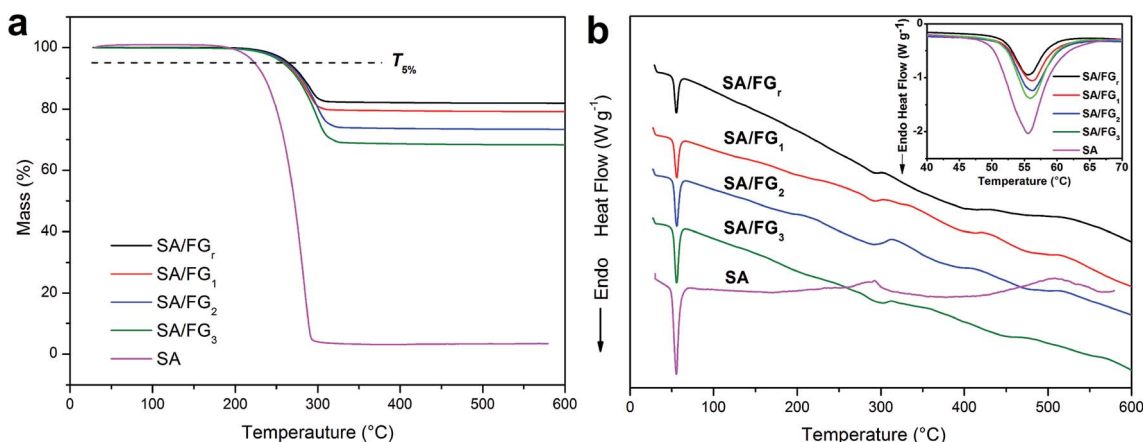 a
100
80
60
40
20
0
Mass (%)
T5%
SA/FGr
SA/FG1
SA/FG2
SA/FG3
SA
0 100 200 300 400 500 600
Temperauture (°C)
b
Endo Heat Flow (W g-1)
SA/FGr
SA/FG1
SA/FG2
SA/FG3
SA
0 100 200 300 400 500 600
Temperature (°C)
Endo Heat Flow (W g-1)
0
-1
-2
SA/FGr
SA/FG1
SA/FG2
SA/FG3
SA
40 45 50 55 60 65 70
Temperature (°C)